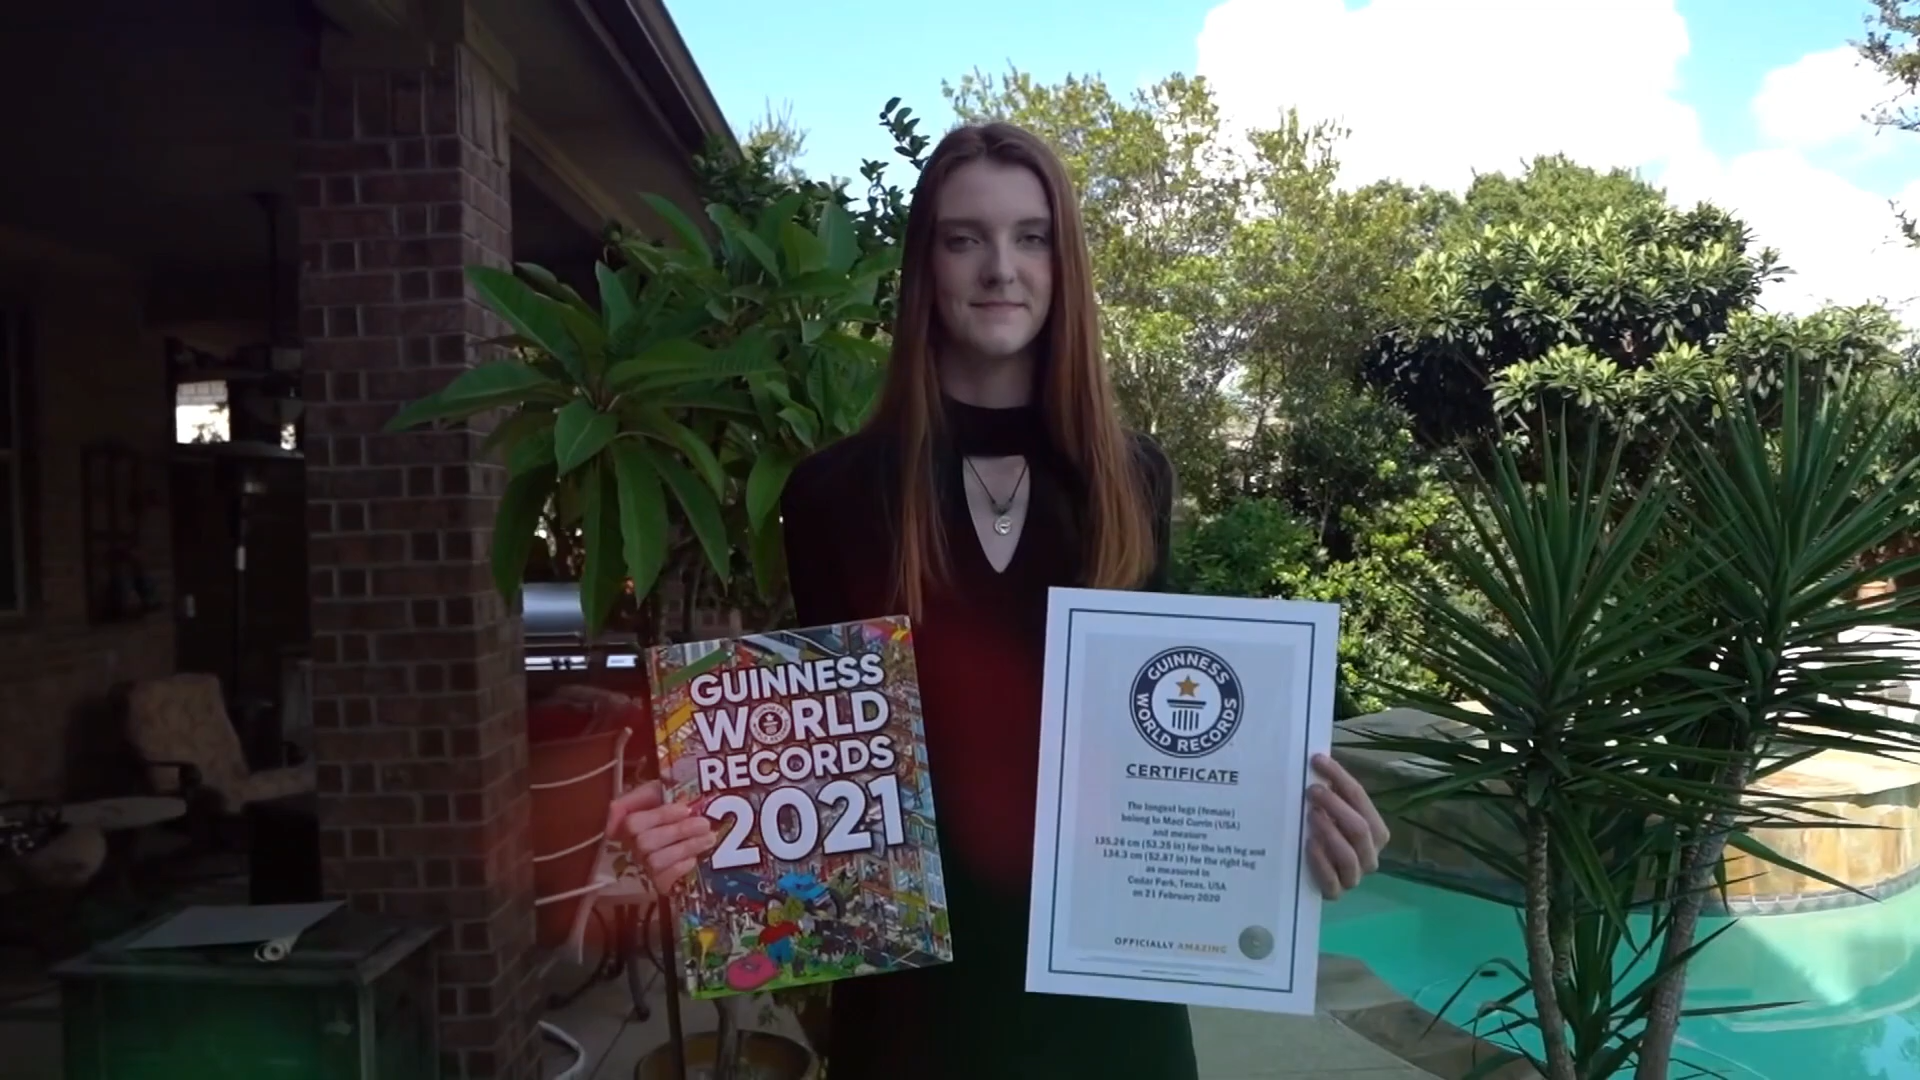 GUINNESS
WORLD
RECORDS
2021
GUINNESS
WORLD RECORDS
CERTIFICATE
The longest legs (female)
belong to Maci Currin (USA)
and measure
135.26 cm (53.25 in) for the left leg and
134.3 cm (52.87 in) for the right leg
as measured in
Cedar Park, Texas, USA
on 21 February 2020
OFFICIALLY AMAZING